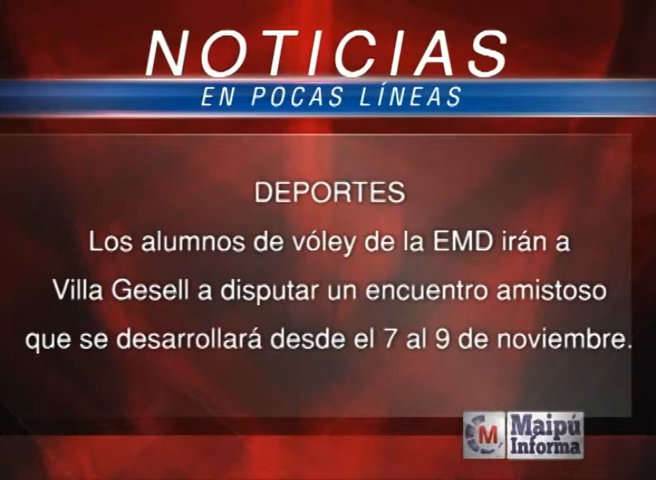 NOTICIAS
EN POCAS LÍNEAS
DEPORTES
Los alumnos de vóley de la EMD irán a
Villa Gesell a disputar un encuentro amistoso
que se desarrollará desde el 7 al 9 de noviembre.
M Maipú
Informa